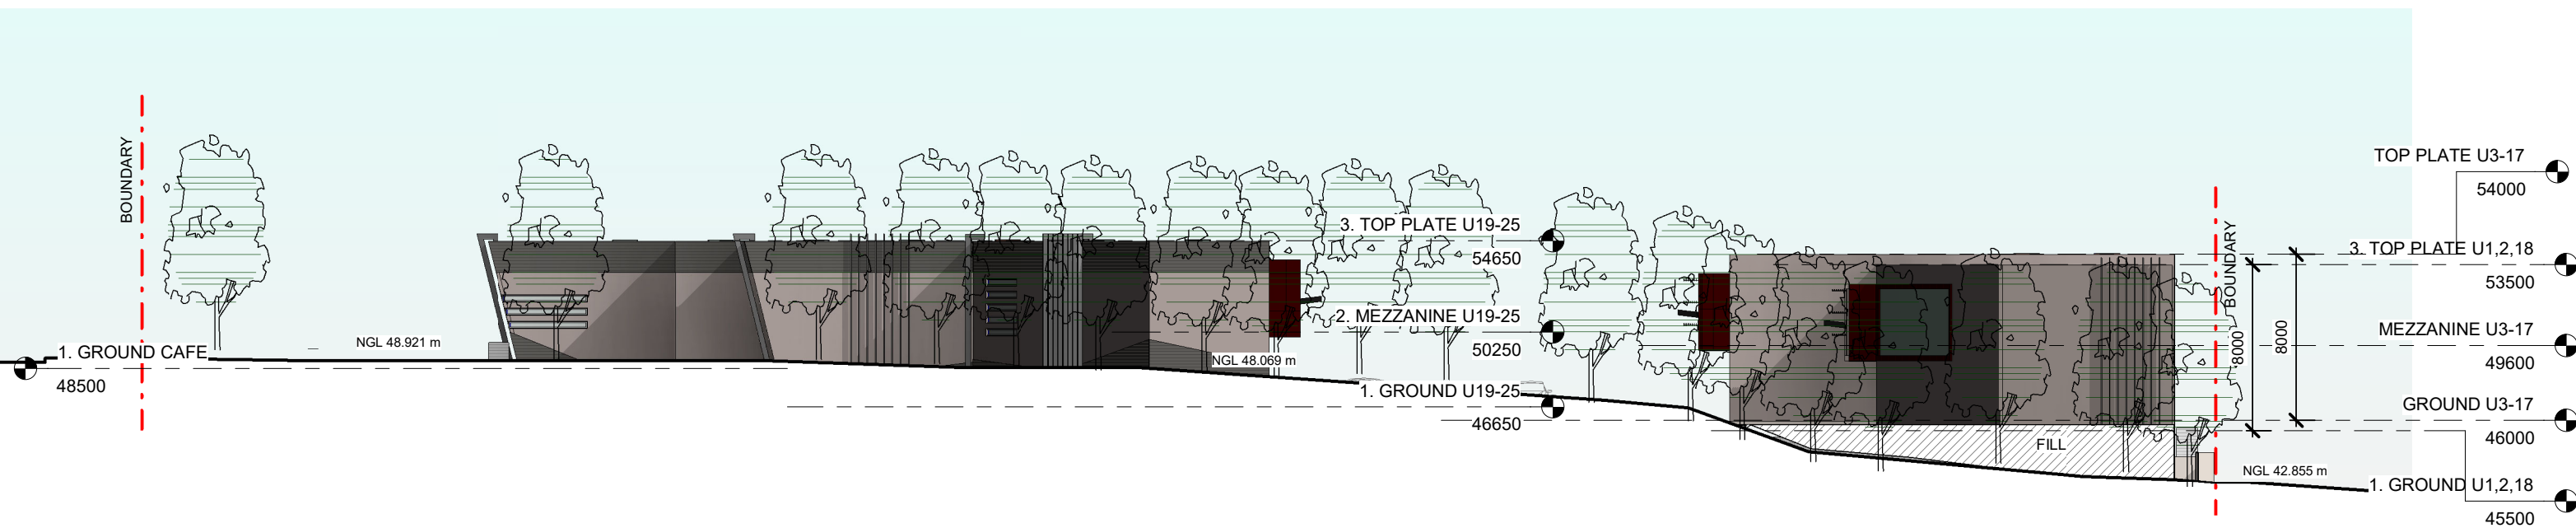 BOUNDARY
1. GROUND CAFE
48500
NGL 48.921 m
NGL 48.069 m
3. TOP PLATE U19-25
54650
2. MEZZANINE U19-25
50250
1. GROUND U19-25
46650
FILL
BOUNDARY
8000
8000
TOP PLATE U3-17
54000
3. TOP PLATE U1,2,18
53500
MEZZANINE U3-17
49600
GROUND U3-17
46000
NGL 42.855 m
1. GROUND U1,2,18
45500